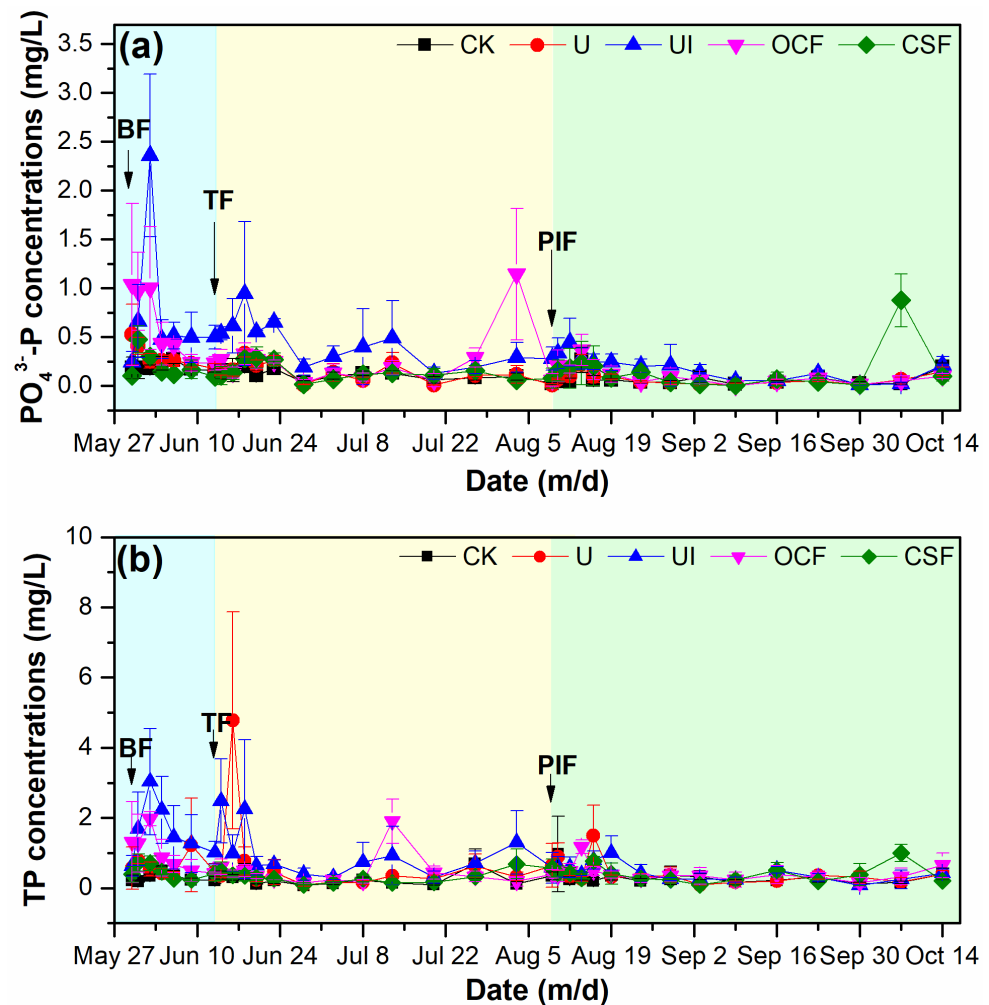 (a)
CK U UI OCF CSF
3.5
3.0
2.5
2.0
1.5
1.0
0.5
0.0
PO₄³⁻-P concentrations (mg/L)
BF
TF
PIF
May 27 Jun 10 Jun 24 Jul 8 Jul 22 Aug 5 Aug 19 Sep 2 Sep 16 Sep 30 Oct 14
Date (m/d)
(b)
CK U UI OCF CSF
10
8
6
4
2
0
TP concentrations (mg/L)
BF
TF
PIF
May 27 Jun 10 Jun 24 Jul 8 Jul 22 Aug 5 Aug 19 Sep 2 Sep 16 Sep 30 Oct 14
Date (m/d)